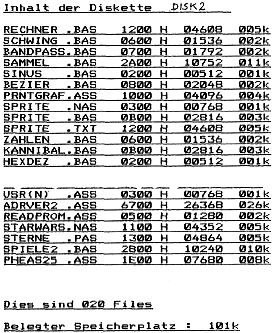 Inhalt der Diskette DISK2
RECHNER .BAS 1200 H 04608 005k
SCHWING .BAS 0600 H 01536 002k
BANDPASS.BAS 0700 H 01792 002k
SAMMEL .BAS 2A00 H 10752 011k
SINUS .BAS 0200 H 00512 001k
BEZIER .BAS 0800 H 02048 002k
PUNTGRAF.ASS 1000 H 04096 004k
SPRITE .NAS 0300 H 00768 001k
SPRITE .BAS 0B00 H 02816 003k
SPRITE .TXT 1200 H 04608 005k
ZAHLEN .BAS 0600 H 01536 002k
KANNIBAL.BAS 0B00 H 02816 003k
HEXDEZ .BAS 0200 H 00512 001k
USR(N) .ASS 0300 H 00768 001k
ADRVER2 .ASS 6700 H 26368 026k
READPROM.ASS 0500 H 01280 002k
STARWARS.NAS 1100 H 04352 005k
STERNE .PAS 1300 H 04864 005k
SPIELE2 .BAS 2800 H 10240 010k
PHEAS25 .ASS 1E00 H 07680 008k
Dies sind 020 Files
Belegter Speicherplatz : 101k